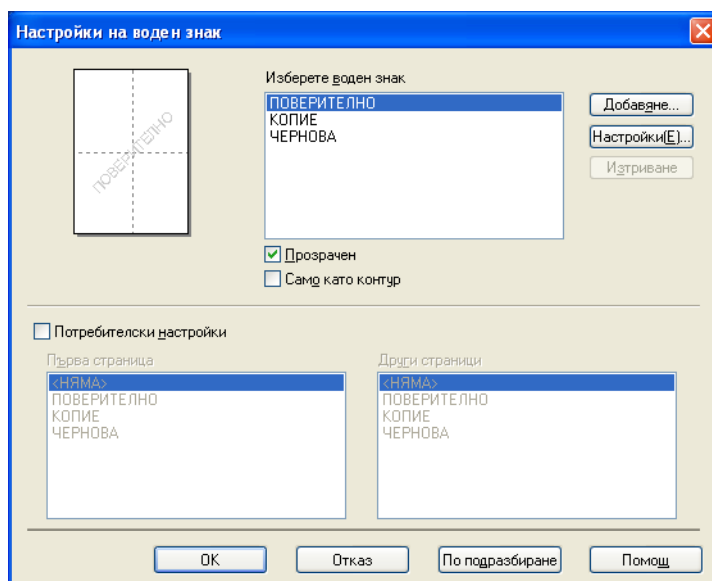 Настройки на воден знак
ПОВЕРИТЕЛНО
Изберете воден знак
ПОВЕРИТЕЛНО
КОПИЕ
ЧЕРНОВА
Добавяне...
Настройки(E)...
Изтриване
Прозрачен
Само като контур
Потребителски настройки
Първа страница
<НЯМА>
ПОВЕРИТЕЛНО
КОПИЕ
ЧЕРНОВА
Други страници
<НЯМА>
ПОВЕРИТЕЛНО
КОПИЕ
ЧЕРНОВА
OK
Отказ
По подразбиране
Помощ